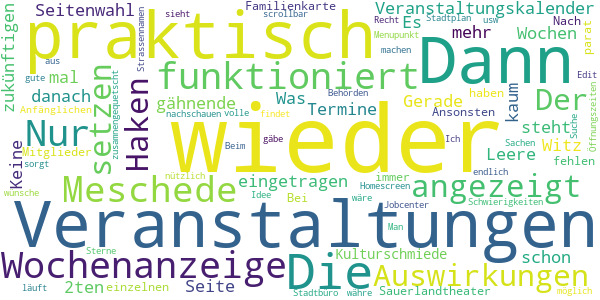 sieht
Seitenwahl
Familienkarte
scrollbar
Recht
Stadtplan
usw
Veranstaltungskalender
Es
Nach
praktisch
Strassennamen
Menüpunkt
mehr
Wochen
parat
zukünftigen
aus
gute
mal
funktioniert
machen
Dann
danach
setzen
zusammengequetscht
Haken
gähnende
Behörden
Was
Termine
Gerade
haben
kaum
Der
Edit
Öffnungszeiten
Anfänglichen
nachschauen
volle
findet
Ansonsten
Suche
Nur
wieder
steht
Keine
Mitglieder
sorgt
Beim
gäbe
Ich
Leere
Witz
Sachen
endlich
fehlen
nützlich
eingetragen
immer
Meschede
Idee
Bei
Homescreen
wäre
angezeigt
Schwierigkeiten
wünsche
Jobcenter
Man
Veranstaltungen
Sterne
Kulturschmiede
schon
Wochenanzeige
Die
Auswirkungen
läuft
2ten
einzelnen
Seite
Stadtbüro
wahre
Sauerlandtheater
möglich